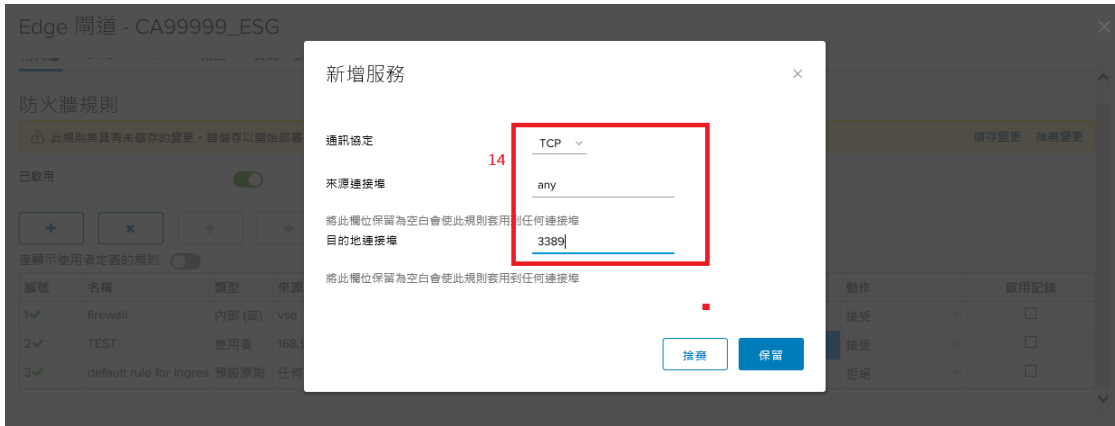 Edge 閘道 - CA99999_ESG
新增服務
防火牆規則
此規則集具有未儲存的變更，請儲存以開始部署
儲存變更 捨棄變更
通訊協定 TCP
14
已啟用
來源連接埠 any
將此欄位保留為空白會使此規則套用到任何連接埠
目的地連接埠 3389
僅顯示使用者定義的規則
將此欄位保留為空白會使此規則套用到任何連接埠
編號 名稱 類型 來源 動作 啟用記錄
1 firewall 內部 (高) vse 接受
2 TEST 使用者 168.9 接受
捨棄 保留
3 default rule for ingres 預設原則 任何 拒絕